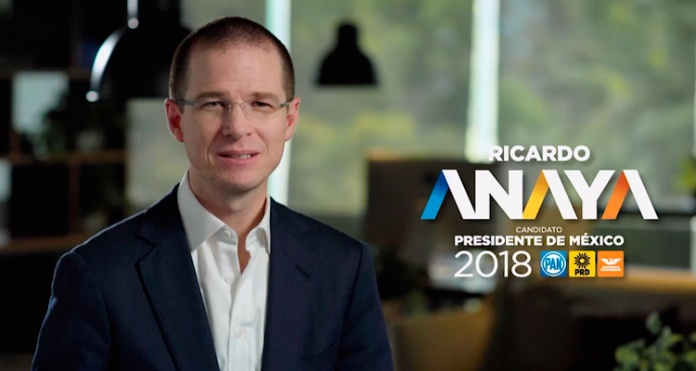 RICARDO
ANAYA
CANDIDATO
PRESIDENTE DE MÉXICO
2018 PAN PRD